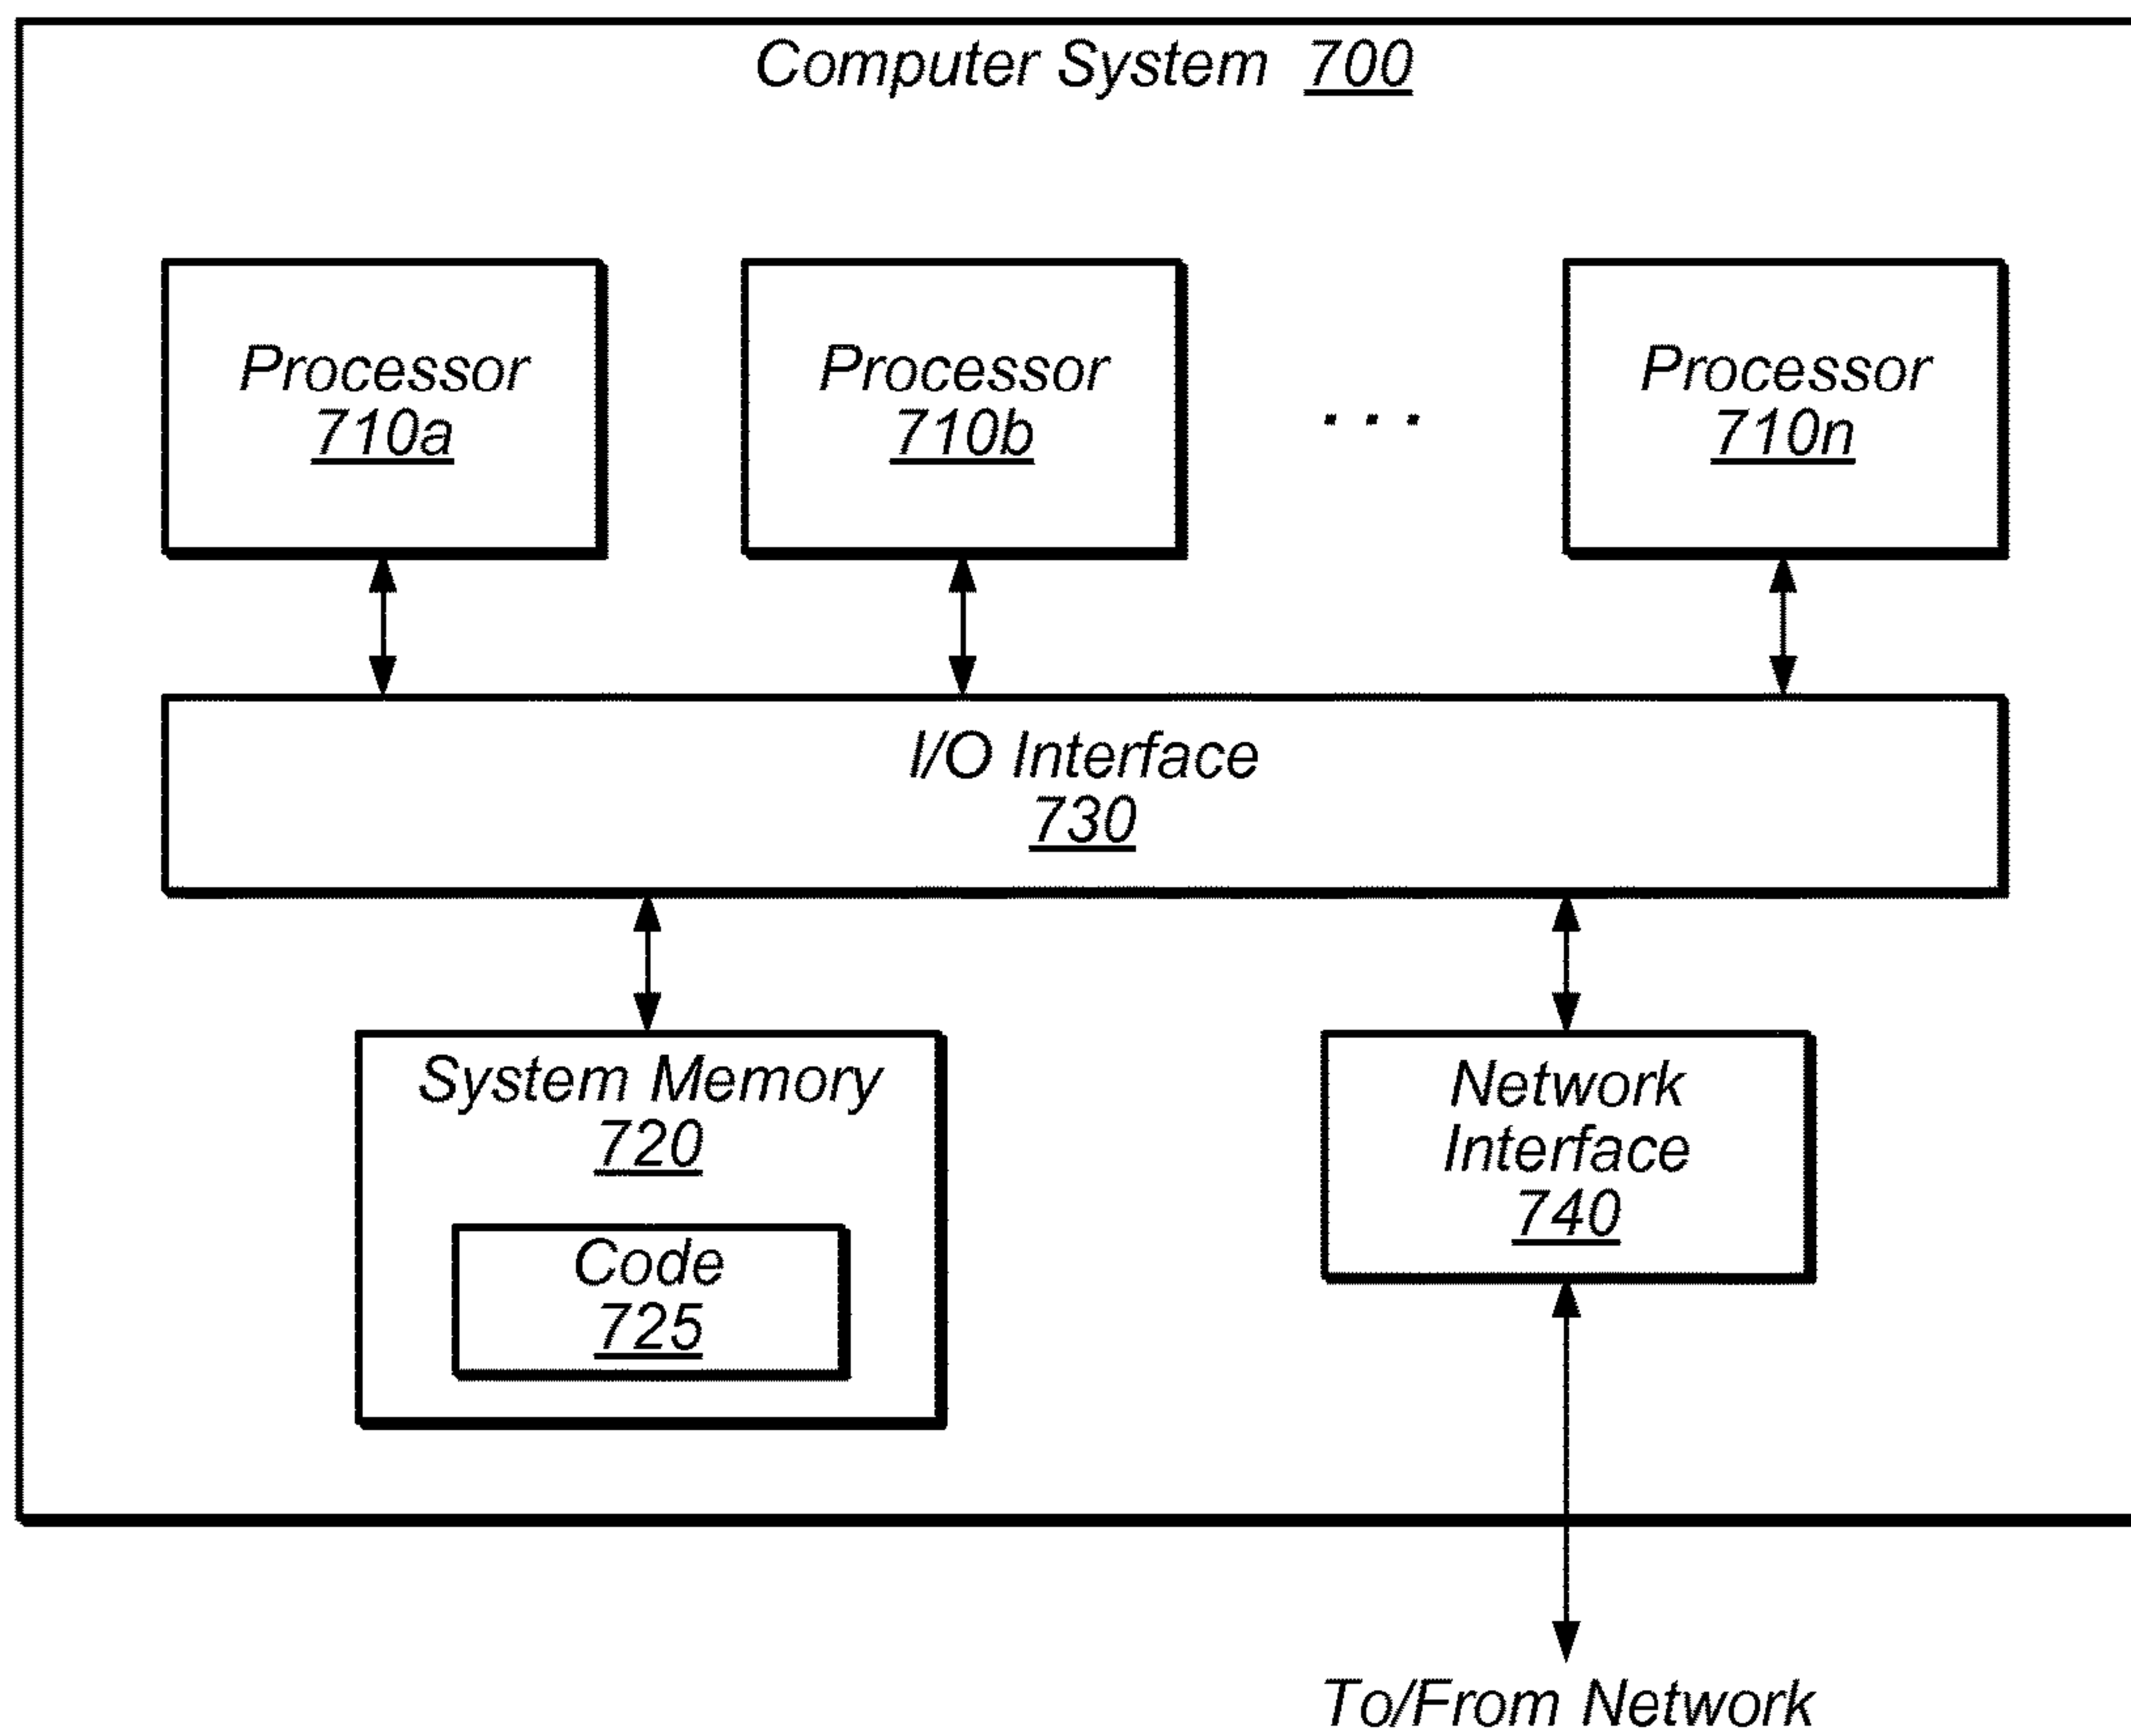 Computer System 700
Processor
710a
Processor
710b
. . .
Processor
710n
I/O Interface
730
System Memory
720
Code
725
Network
Interface
740
To/From Network